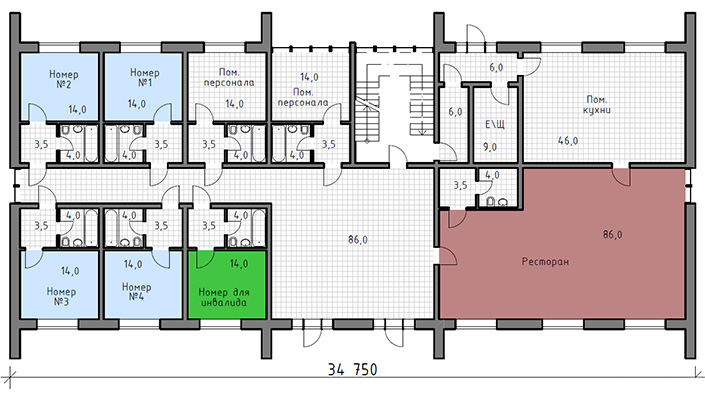 6,0
Номер
№2
14,0
Номер
№1
14,0
Пом.
персонала
14,0
14,0
Пом.
персонала
6,0
Е\Щ
9,0
Пом.
кухни
46,0
3,5
4,0
4,0
3,5
3,5
4,0
4,0
3,5
3,5
4,0
3,5
4,0
4,0
3,5
3,5
4,0
86,0
86,0
Ресторан
14,0
Номер
№3
14,0
Номер
№4
14,0
Номер для
инвалида
34 750